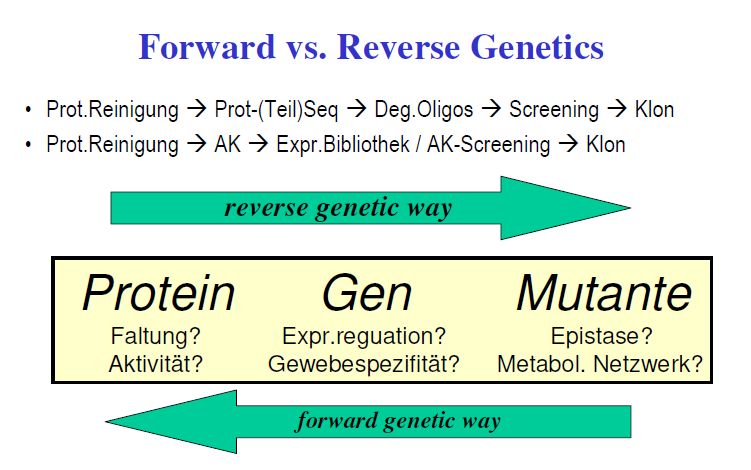 Forward vs. Reverse Genetics
• Prot.Reinigung → Prot-(Teil)Seq → Deg.Oligos → Screening → Klon
• Prot.Reinigung → AK → Expr.Bibliothek / AK-Screening → Klon
reverse genetic way
Protein Gen Mutante
Faltung? Expr.reguation? Epistase?
Aktivität? Gewebespezifität? Metabol. Netzwerk?
forward genetic way